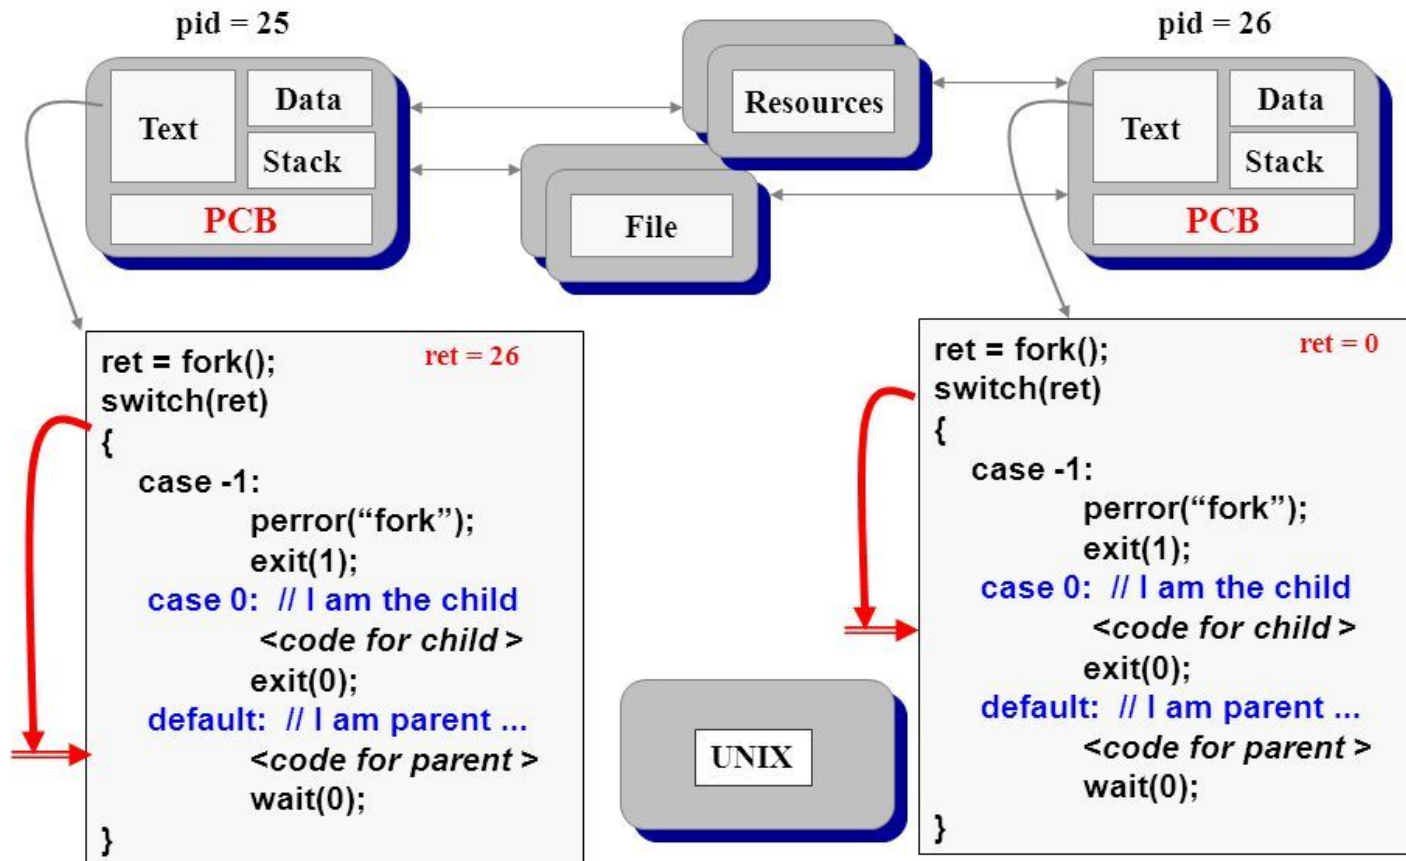 pid = 25
pid = 26
Text
Data
Stack
PCB
Resources
File
Text
Data
Stack
PCB
ret = fork();
ret = 26
switch(ret)
{
case -1:
perror(“fork”);
exit(1);
case 0: // I am the child
<code for child >
exit(0);
default: // I am parent ...
<code for parent >
wait(0);
}
UNIX
ret = fork();
ret = 0
switch(ret)
{
case -1:
perror(“fork”);
exit(1);
case 0: // I am the child
<code for child >
exit(0);
default: // I am parent ...
<code for parent >
wait(0);
}